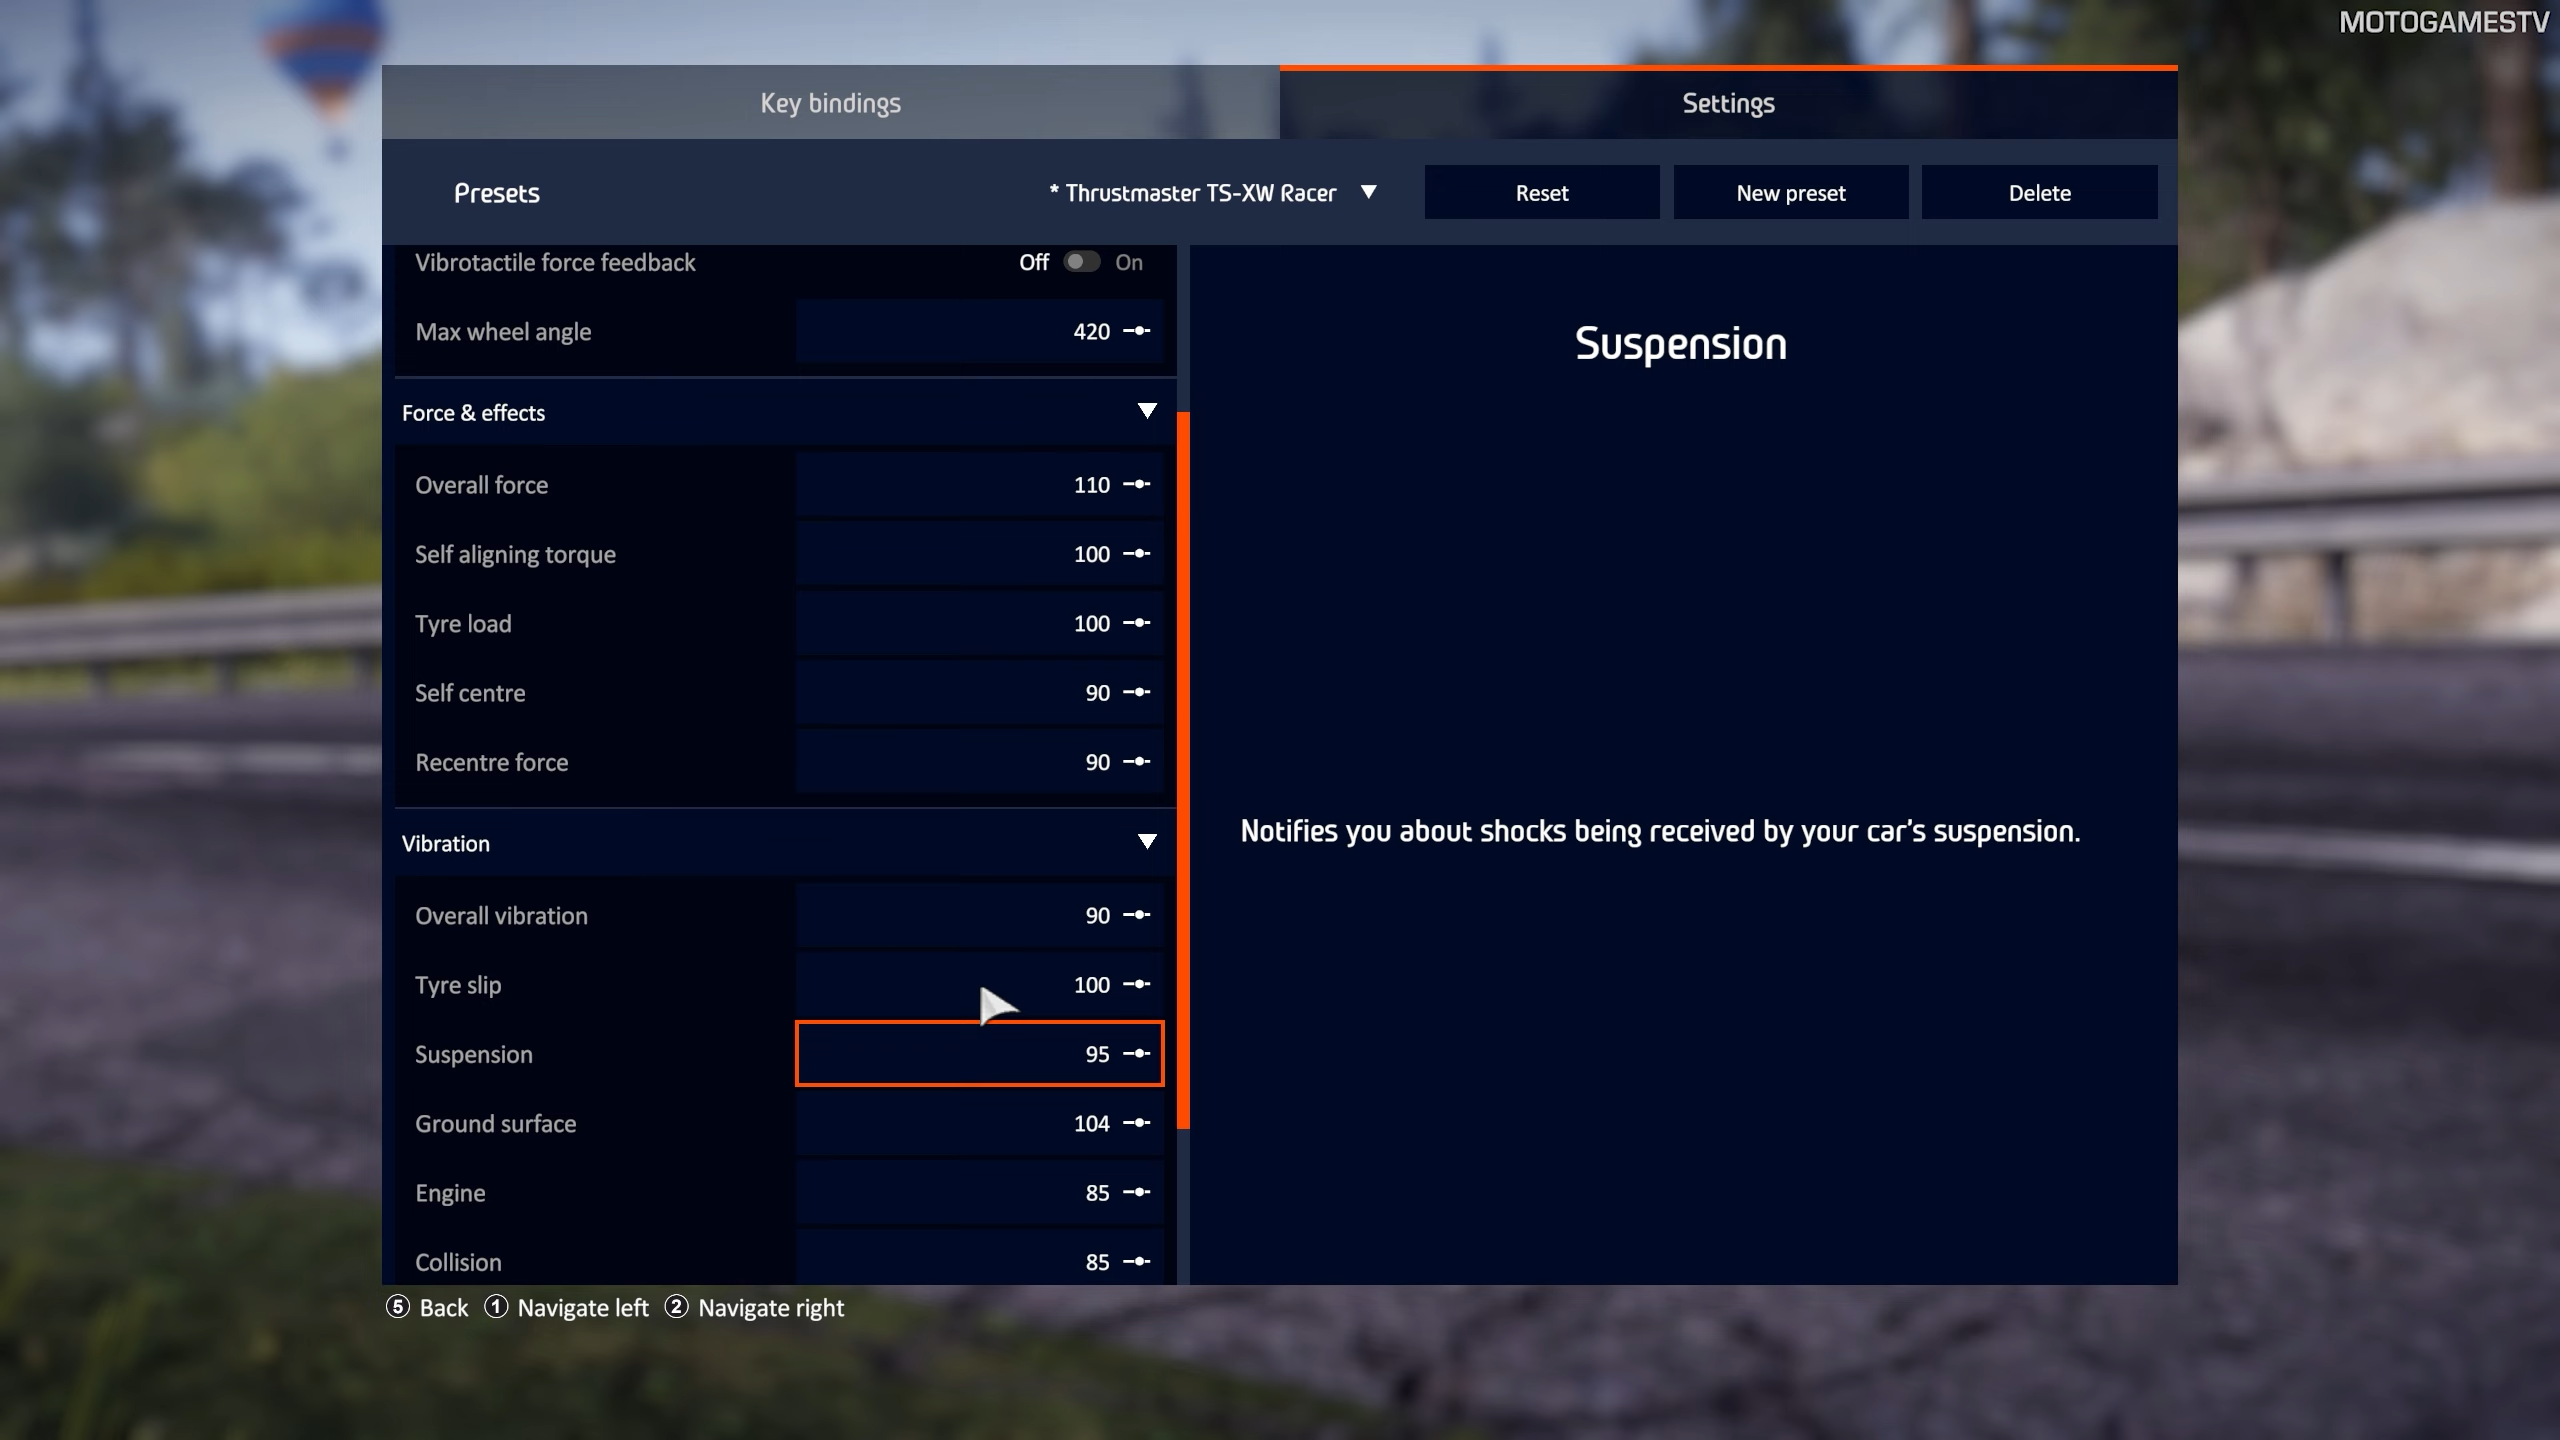 MOTOGAMESTV
Key bindings
Settings
Presets
* Thrustmaster TS-XW Racer
Reset
New preset
Delete
Vibrotactile force feedback Off On
Max wheel angle 420
Force & effects
Overall force 110
Self aligning torque 100
Tyre load 100
Self centre 90
Recentre force 90
Vibration
Overall vibration 90
Tyre slip 100
Suspension 95
Ground surface 104
Engine 85
Collision 85
Suspension
Notifies you about shocks being received by your car's suspension.
5 Back 1 Navigate left 2 Navigate right